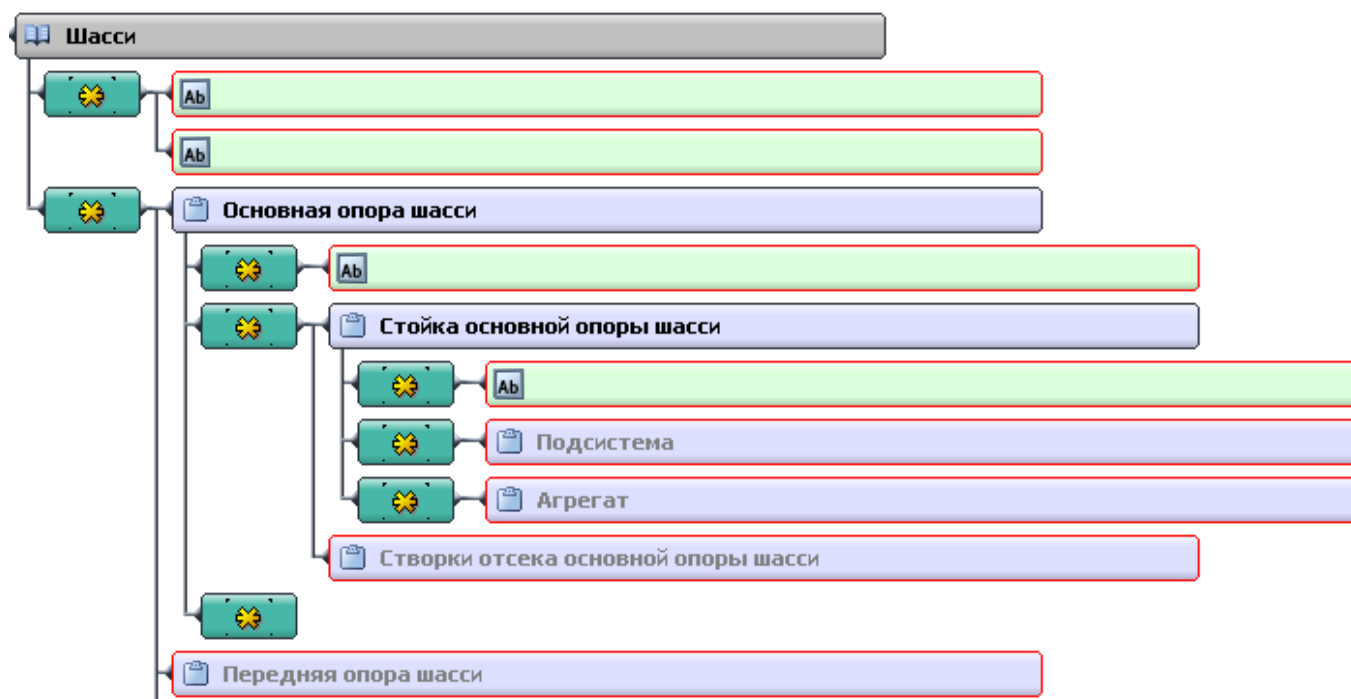 Шасси
Ab
Ab
Основная опора шасси
Ab
Стойка основной опоры шасси
Ab
Подсистема
Агрегат
Створки отсека основной опоры шасси
Передняя опора шасси